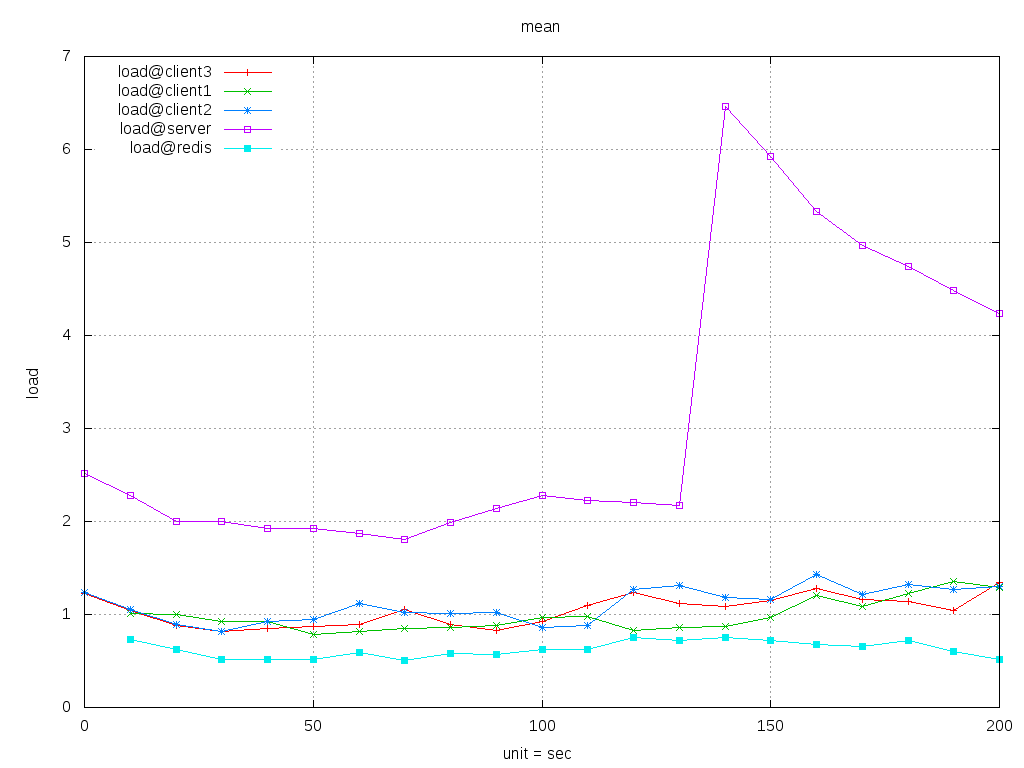 mean
7
6
5
4
3
2
1
0
load
load@client3
load@client1
load@client2
load@server
load@redis
0 50 100 150 200
unit = sec